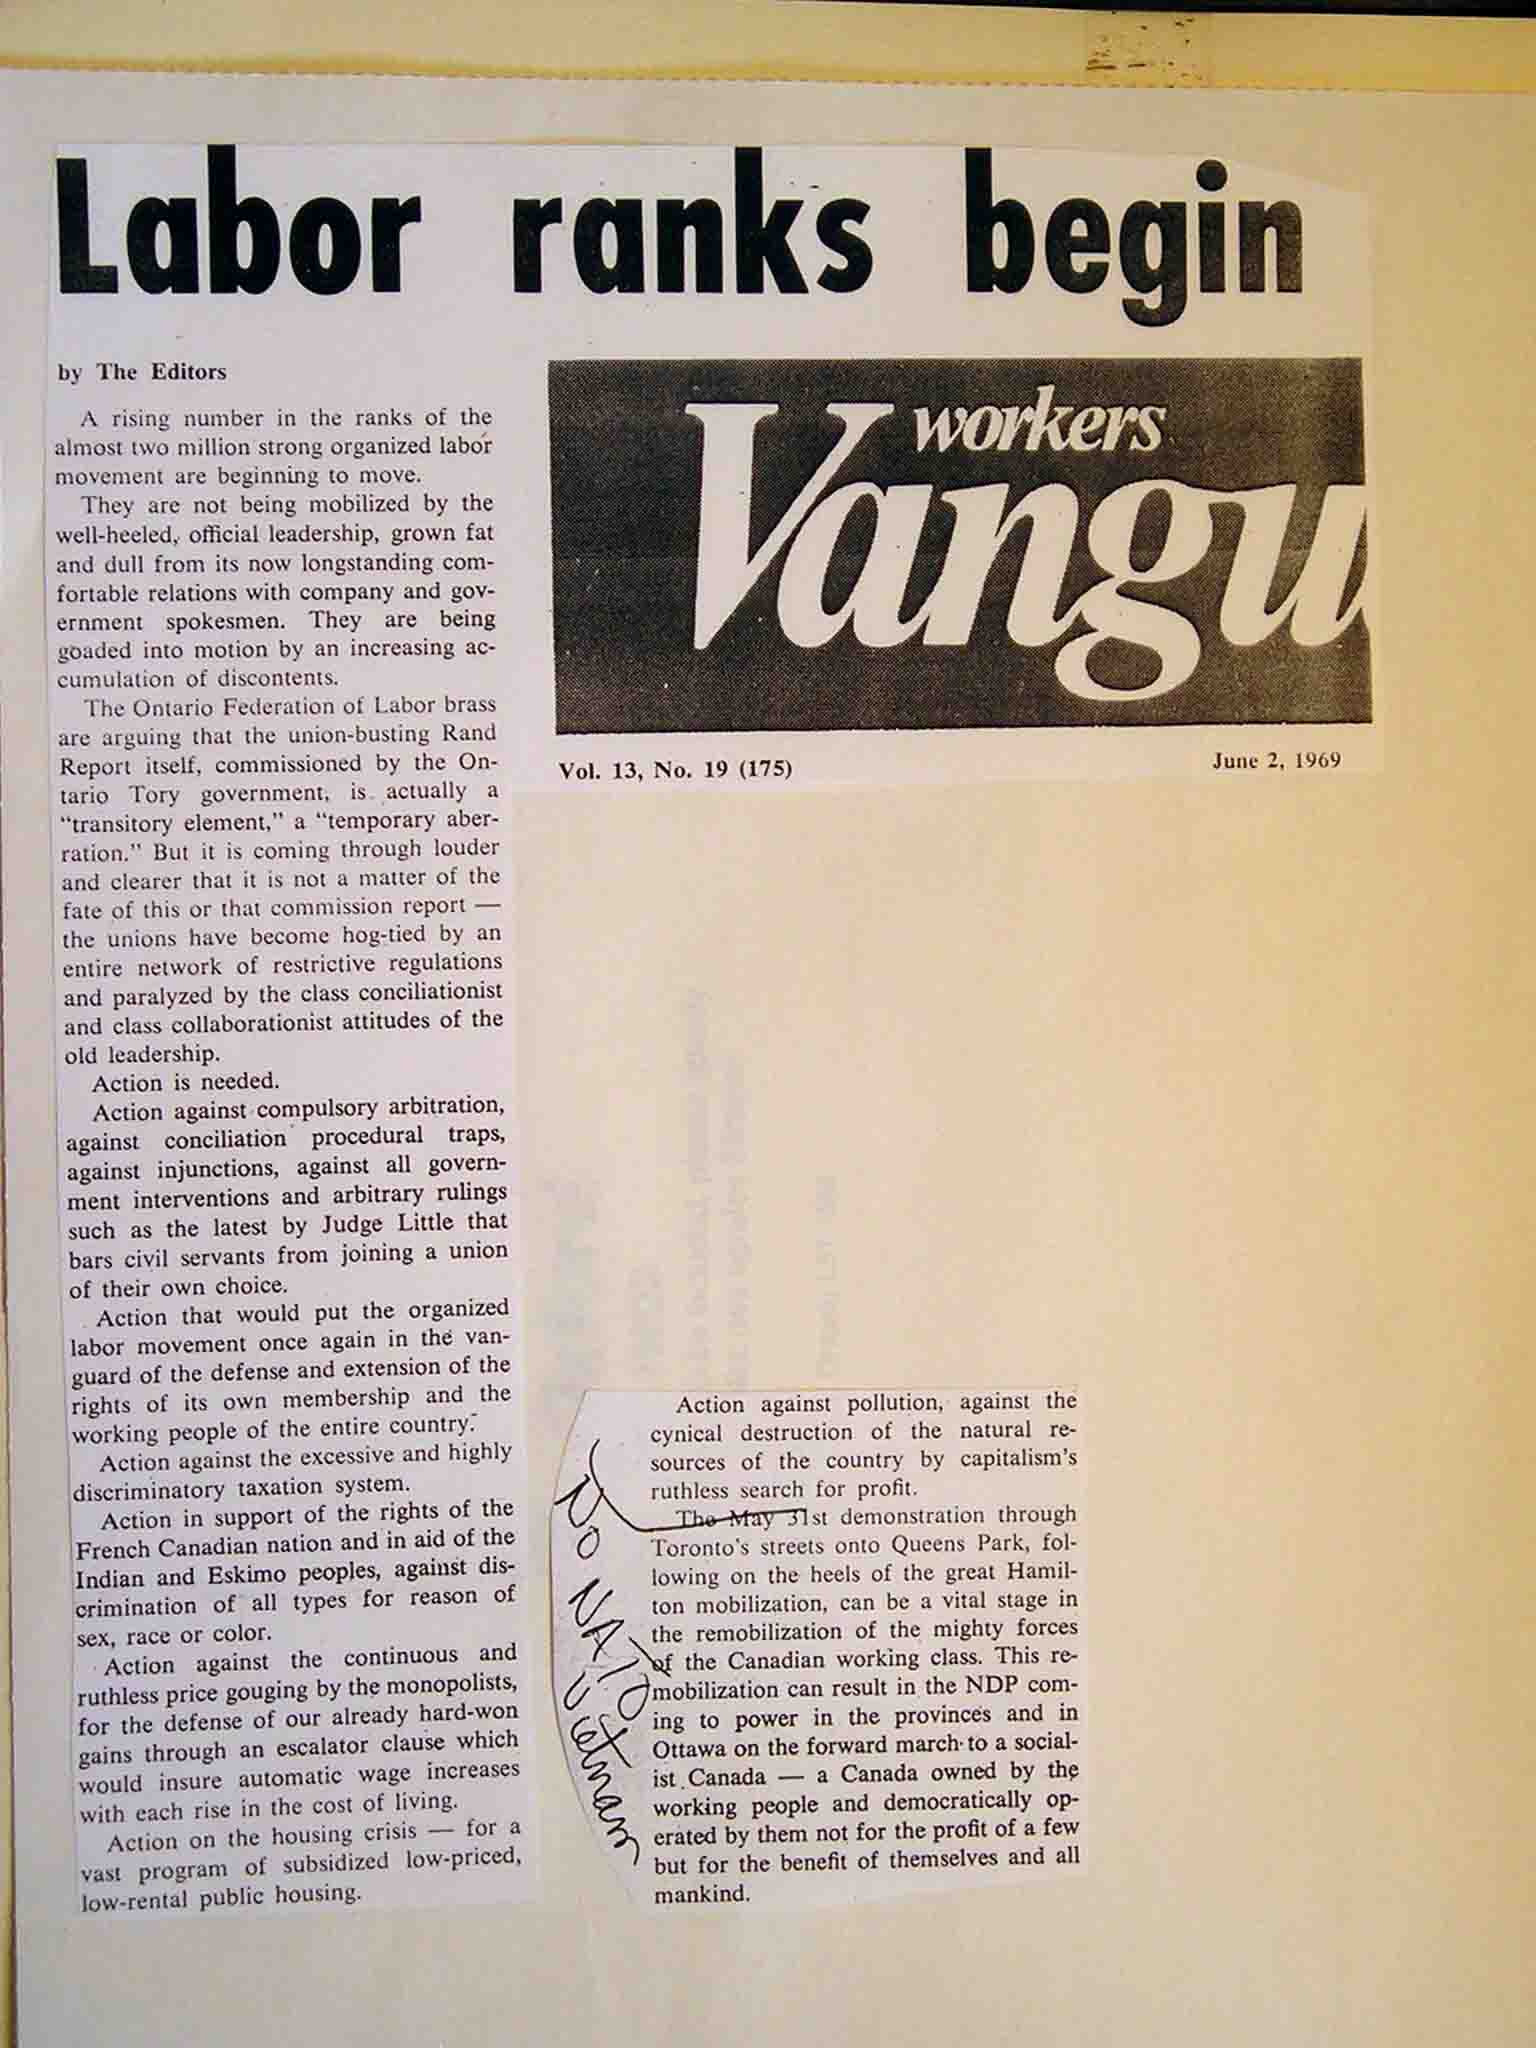 Labor ranks begin
by The Editors
A rising number in the ranks of the
almost two million strong organized labor
movement are beginning to move.
They are not being mobilized by the
well-heeled, official leadership, grown fat
and dull from its now longstanding com-
fortable relations with company and gov-
ernment spokesmen. They are being
goaded into motion by an increasing ac-
cumulation of discontents.
The Ontario Federation of Labor brass
are arguing that the union-busting Rand
Report itself, commissioned by the On-
tario Tory government, is actually a
“transitory element,” a “temporary aber-
ration.” But it is coming through louder
and clearer that it is not a matter of the
fate of this or that commission report —
the unions have become hog-tied by an
entire network of restrictive regulations
and paralyzed by the class conciliationist
and class collaborationist attitudes of the
old leadership.
Action is needed.
Action against compulsory arbitration,
against conciliation procedural traps,
against injunctions, against all govern-
ment interventions and arbitrary rulings
such as the latest by Judge Little that
bars civil servants from joining a union
of their own choice.
Action that would put the organized
labor movement once again in the van-
guard of the defense and extension of the
rights of its own membership and the
working people of the entire country.
Action against the excessive and highly
discriminatory taxation system.
Action in support of the rights of the
French Canadian nation and in aid of the
Indian and Eskimo peoples, against dis-
crimination of all types for reason of
sex, race or color.
Action against the continuous and
ruthless price gouging by the monopolists,
for the defense of our already hard-won
gains through an escalator clause which
would insure automatic wage increases
with each rise in the cost of living.
Action on the housing crisis — for a
vast program of subsidized low-priced,
low-rental public housing.
workers
Vangu
Vol. 13, No. 19 (175)
June 2, 1969
Action against pollution, against the
cynical destruction of the natural re-
sources of the country by capitalism's
ruthless search for profit.
The May 31st demonstration through
Toronto's streets onto Queens Park, fol-
lowing on the heels of the great Hamil-
ton mobilization, can be a vital stage in
the remobilization of the mighty forces
of the Canadian working class. This re-
mobilization can result in the NDP com-
ing to power in the provinces and in
Ottawa on the forward march to a social-
ist Canada — a Canada owned by the
working people and democratically op-
erated by them not for the profit of a few
but for the benefit of themselves and all
mankind.
No NATO
Vietnam